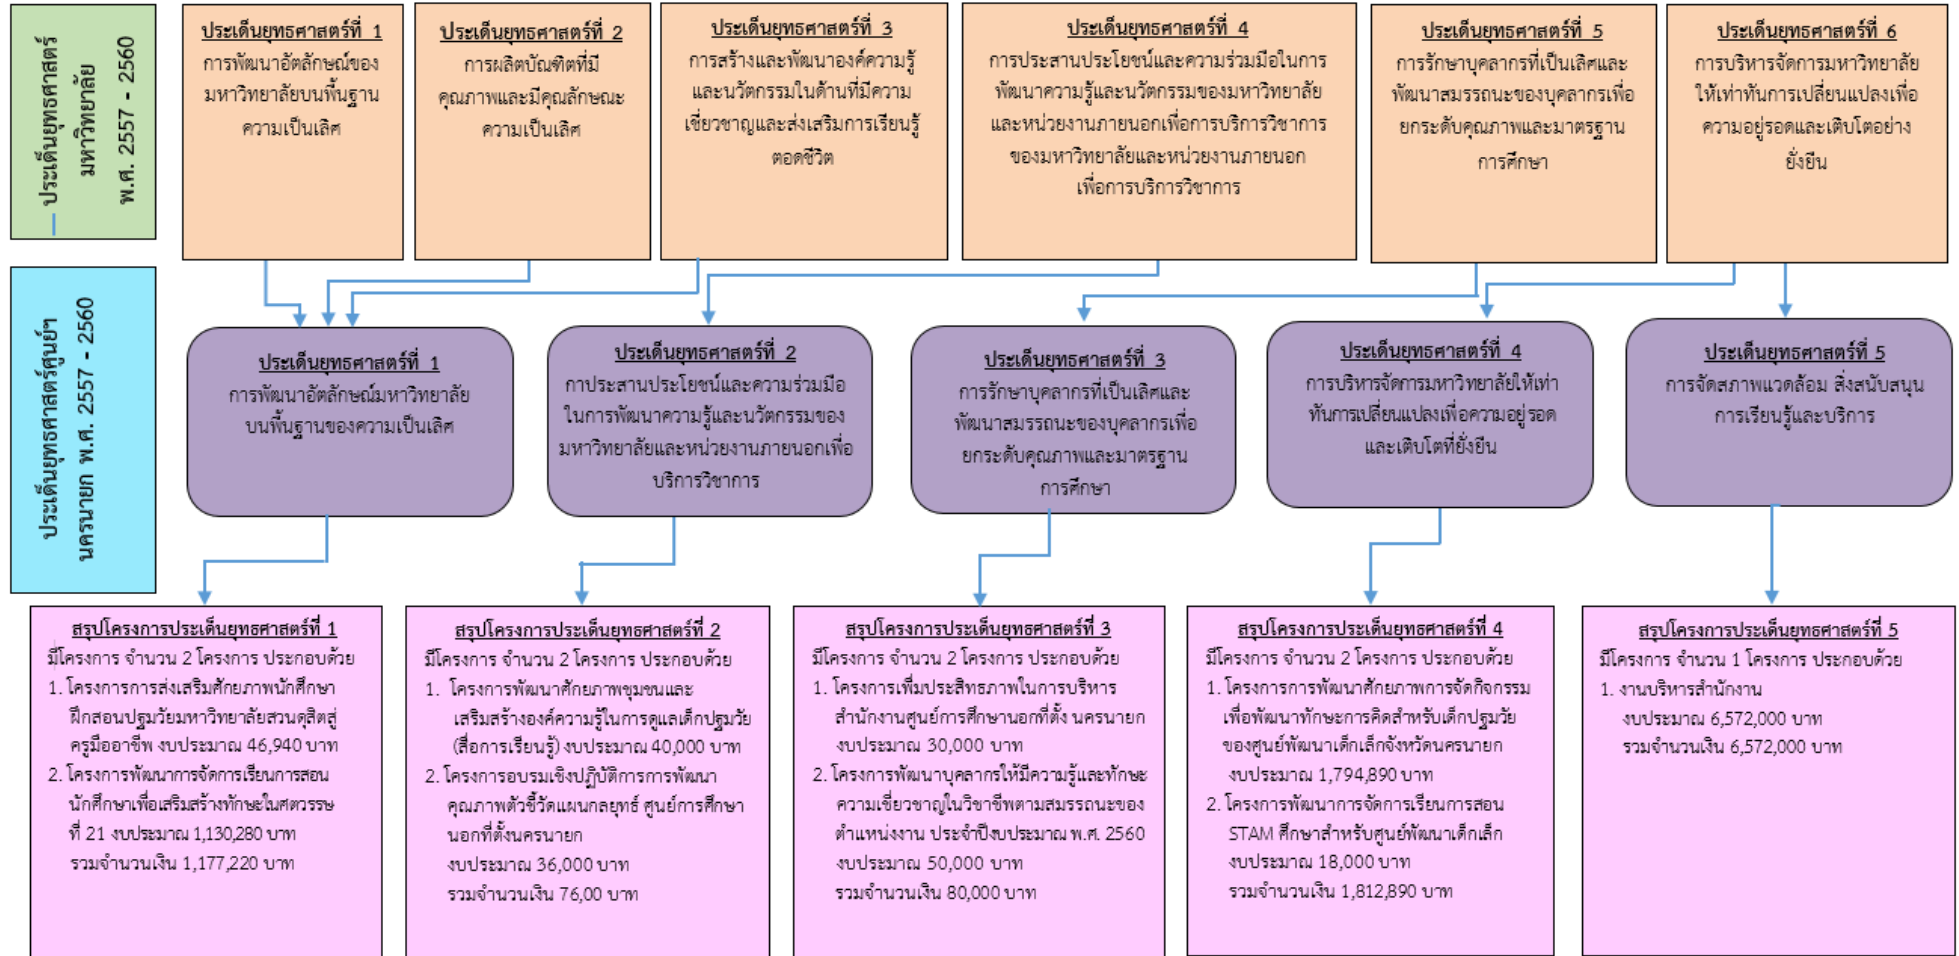 ประเด็นยุทธศาสตร์
มหาวิทยาลัย
พ.ศ. 2557 - 2560
ประเด็นยุทธศาสตร์ที่ 1
การพัฒนาอัตลักษณ์ของ
มหาวิทยาลัยบนพื้นฐาน
ความเป็นเลิศ
ประเด็นยุทธศาสตร์ที่ 2
การผลิตบัณฑิตที่มี
คุณภาพและมีคุณลักษณะ
ความเป็นเลิศ
ประเด็นยุทธศาสตร์ที่ 3
การสร้างและพัฒนาองค์ความรู้
และนวัตกรรมในด้านที่มีความ
เชี่ยวชาญและส่งเสริมการเรียนรู้
ตอดชีวิต
ประเด็นยุทธศาสตร์ที่ 4
การประสานประโยชน์และความร่วมมือในการ
พัฒนาความรู้และนวัตกรรมของมหาวิทยาลัย
และหน่วยงานภายนอกเพื่อการบริการวิชาการ
ของมหาวิทยาลัยและหน่วยงานภายนอก
เพื่อการบริการวิชาการ
ประเด็นยุทธศาสตร์ที่ 5
การรักษาบุคลากรที่เป็นเลิศและ
พัฒนาสมรรถนะของบุคลากรเพื่อ
ยกระดับคุณภาพและมาตรฐาน
การศึกษา
ประเด็นยุทธศาสตร์ที่ 6
การบริหารจัดการมหาวิทยาลัย
ให้เท่าทันการเปลี่ยนแปลงเพื่อ
ความอยู่รอดและเติบโตอย่าง
ยั่งยืน
ประเด็นยุทธศาสตร์ศูนย์ฯ
นครนายก พ.ศ. 2557 - 2560
ประเด็นยุทธศาสตร์ที่ 1
การพัฒนาอัตลักษณ์มหาวิทยาลัย
บนพื้นฐานของความเป็นเลิศ
ประเด็นยุทธศาสตร์ที่ 2
กาประสานประโยชน์และความร่วมมือ
ในการพัฒนาความรู้และนวัตกรรมของ
มหาวิทยาลัยและหน่วยงานภายนอกเพื่อ
บริการวิชาการ
ประเด็นยุทธศาสตร์ที่ 3
การรักษาบุคลากรที่เป็นเลิศและ
พัฒนาสมรรถนะของบุคลากรเพื่อ
ยกระดับคุณภาพและมาตรฐาน
การศึกษา
ประเด็นยุทธศาสตร์ที่ 4
การบริหารจัดการมหาวิทยาลัยให้เท่า
ทันการเปลี่ยนแปลงเพื่อความอยู่รอด
และเติบโตที่ยั่งยืน
ประเด็นยุทธศาสตร์ที่ 5
การจัดสภาพแวดล้อม สิ่งสนับสนุน
การเรียนรู้และบริการ
สรุปโครงการประเด็นยุทธศาสตร์ที่ 1
มีโครงการ จำนวน 2 โครงการ ประกอบด้วย
1. โครงการการส่งเสริมศักยภาพนักศึกษา
ฝึกสอนปฐมวัยมหาวิทยาลัยสวนดุสิตสู่
ครูมืออาชีพ งบประมาณ 46,940 บาท
2. โครงการพัฒนาการจัดการเรียนการสอน
นักศึกษาเพื่อเสริมสร้างทักษะในศตวรรษ
ที่ 21 งบประมาณ 1,130,280 บาท
รวมจำนวนเงิน 1,177,220 บาท
สรุปโครงการประเด็นยุทธศาสตร์ที่ 2
มีโครงการ จำนวน 2 โครงการ ประกอบด้วย
1. โครงการพัฒนาศักยภาพชุมชนและ
เสริมสร้างองค์ความรู้ในการดูแลเด็กปฐมวัย
(สื่อการเรียนรู้) งบประมาณ 40,000 บาท
2. โครงการอบรมเชิงปฏิบัติการการพัฒนา
คุณภาพตัวชี้วัดแผนกลยุทธ์ ศูนย์การศึกษา
นอกที่ตั้งนครนายก
งบประมาณ 36,000 บาท
รวมจำนวนเงิน 76,00 บาท
สรุปโครงการประเด็นยุทธศาสตร์ที่ 3
มีโครงการ จำนวน 2 โครงการ ประกอบด้วย
1. โครงการเพิ่มประสิทธภาพในการบริหาร
สำนักงานศูนย์การศึกษานอกที่ตั้ง นครนายก
งบประมาณ 30,000 บาท
2. โครงการพัฒนาบุคลากรให้มีความรู้และทักษะ
ความเชี่ยวชาญในวิชาชีพตามสมรรถนะของ
ตำแหน่งงาน ประจำปีงบประมาณ พ.ศ. 2560
งบประมาณ 50,000 บาท
รวมจำนวนเงิน 80,000 บาท
สรุปโครงการประเด็นยุทธศาสตร์ที่ 4
มีโครงการ จำนวน 2 โครงการ ประกอบด้วย
1. โครงการการพัฒนาศักยภาพการจัดกิจกรรม
เพื่อพัฒนาทักษะการคิดสำหรับเด็กปฐมวัย
ของศูนย์พัฒนาเด็กเล็กจังหวัดนครนายก
งบประมาณ 1,794,890 บาท
2. โครงการพัฒนาการจัดการเรียนการสอน
STAM ศึกษาสำหรับศูนย์พัฒนาเด็กเล็ก
งบประมาณ 18,000 บาท
รวมจำนวนเงิน 1,812,890 บาท
สรุปโครงการประเด็นยุทธศาสตร์ที่ 5
มีโครงการ จำนวน 1 โครงการ ประกอบด้วย
1. งานบริหารสำนักงาน
งบประมาณ 6,572,000 บาท
รวมจำนวนเงิน 6,572,000 บาท